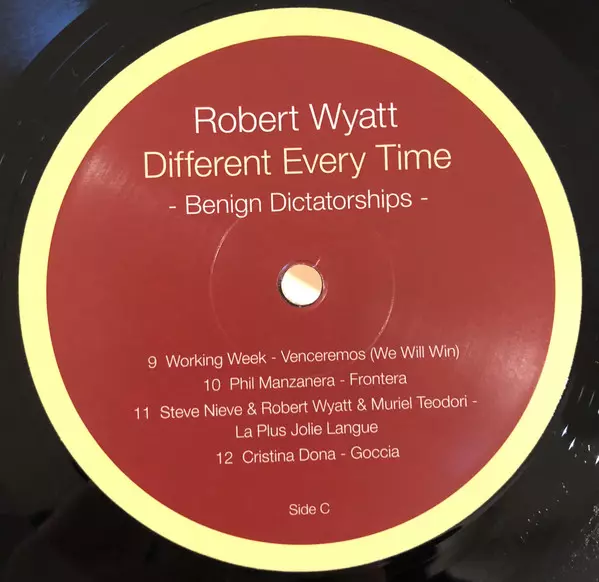 Robert Wyatt
Different Every Time
- Benign Dictatorships -
9 Working Week - Venceremos (We Will Win)
10 Phil Manzanera - Frontera
11 Steve Nieve & Robert Wyatt & Muriel Teodori -
La Plus Jolie Langue
12 Cristina Dona - Goccia
Side C